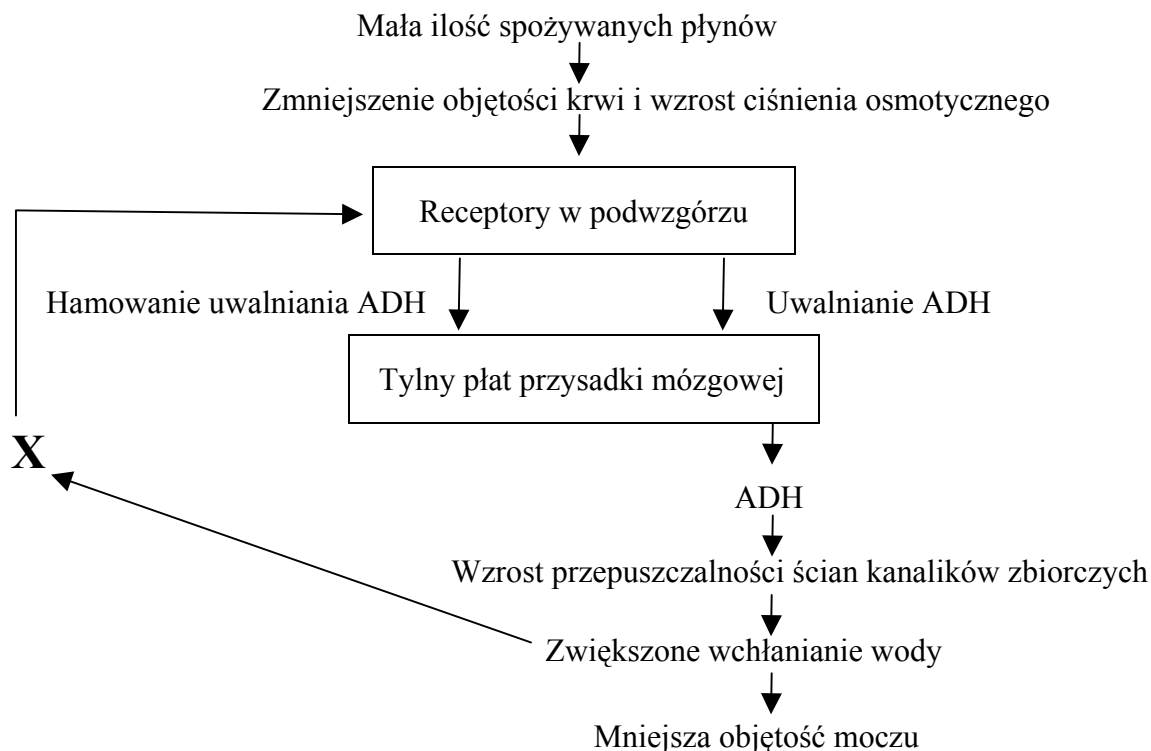 Mała ilość spożywanych płynów
Zmniejszenie objętości krwi i wzrost ciśnienia osmotycznego
Receptory w podwzgórzu
Hamowanie uwalniania ADH
Uwalnianie ADH
Tylny płat przysadki mózgowej
X
ADH
Wzrost przepuszczalności ścian kanalików zbiorczych
Zwiększone wchłanianie wody
Mniejsza objętość moczu